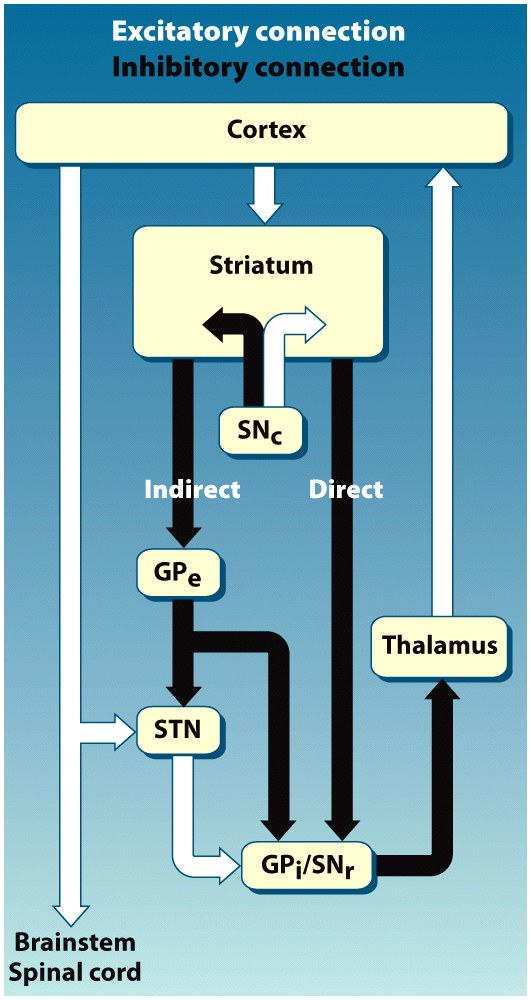 Excitatory connection
Inhibitory connection
Cortex
Striatum
SNc
Indirect
Direct
GPe
Thalamus
STN
GPi/SNr
Brainstem
Spinal cord